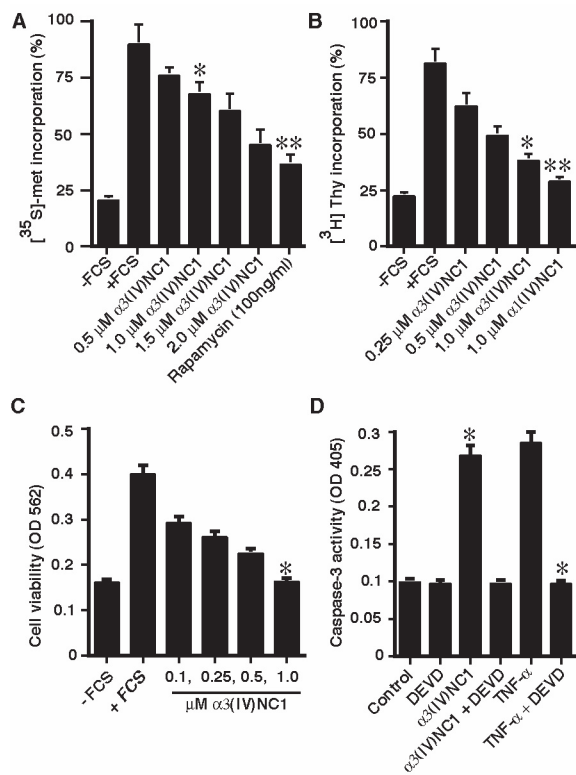 A
[35S]-met incorporation (%)
100
75
50
25
0
*
**
-FCS
+FCS
0.5 μM α3(IV)NC1
1.0 μM α3(IV)NC1
1.5 μM α3(IV)NC1
2.0 μM α3(IV)NC1
Rapamycin (100ng/ml)
B
[3H] Thy incorporation (%)
100
75
50
25
0
*
**
-FCS
+FCS
0.25 μM α3(IV)NC1
0.5 μM α3(IV)NC1
1.0 μM α3(IV)NC1
1.0 μM α1(IV)NC1
C
Cell viability (OD 562)
0.5
0.4
0.3
0.2
0.1
0
*
- FCS
+ FCS
0.1, 0.25, 0.5, 1.0
μM α3(IV)NC1
D
Caspase-3 activity (OD 405)
0.3
0.25
0.2
0.15
0.1
0.05
0
*
*
Control
DEVD
α3(IV)NC1
α3(IV)NC1 + DEVD
TNF-α
TNF-α + DEVD